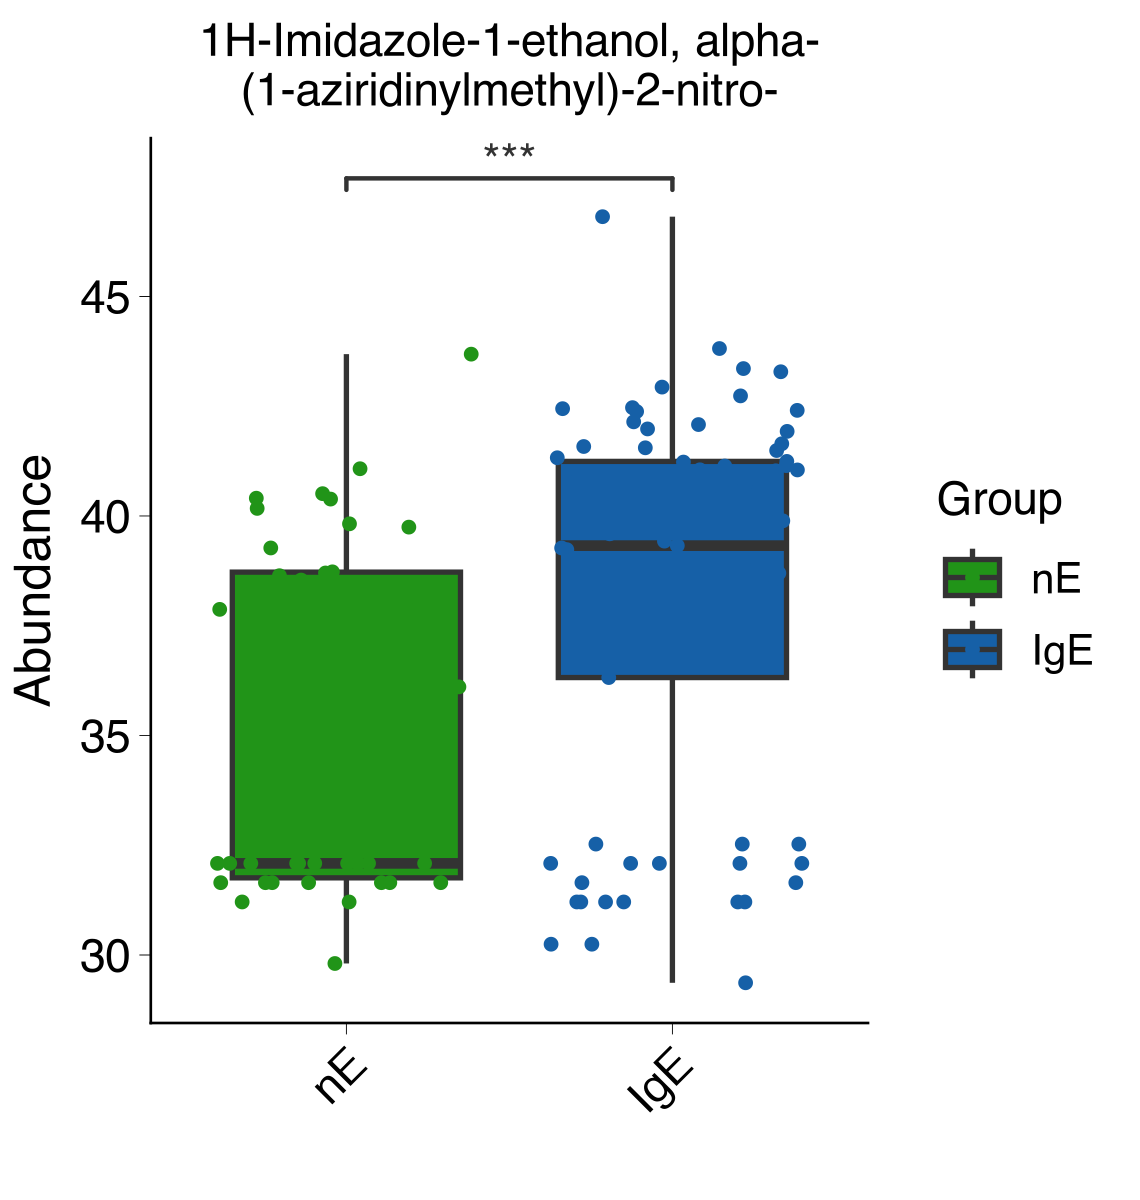 1H-Imidazole-1-ethanol, alpha-
(1-aziridinylmethyl)-2-nitro-
***
45
40
35
30
Abundance
nE
IgE
Group
nE
IgE